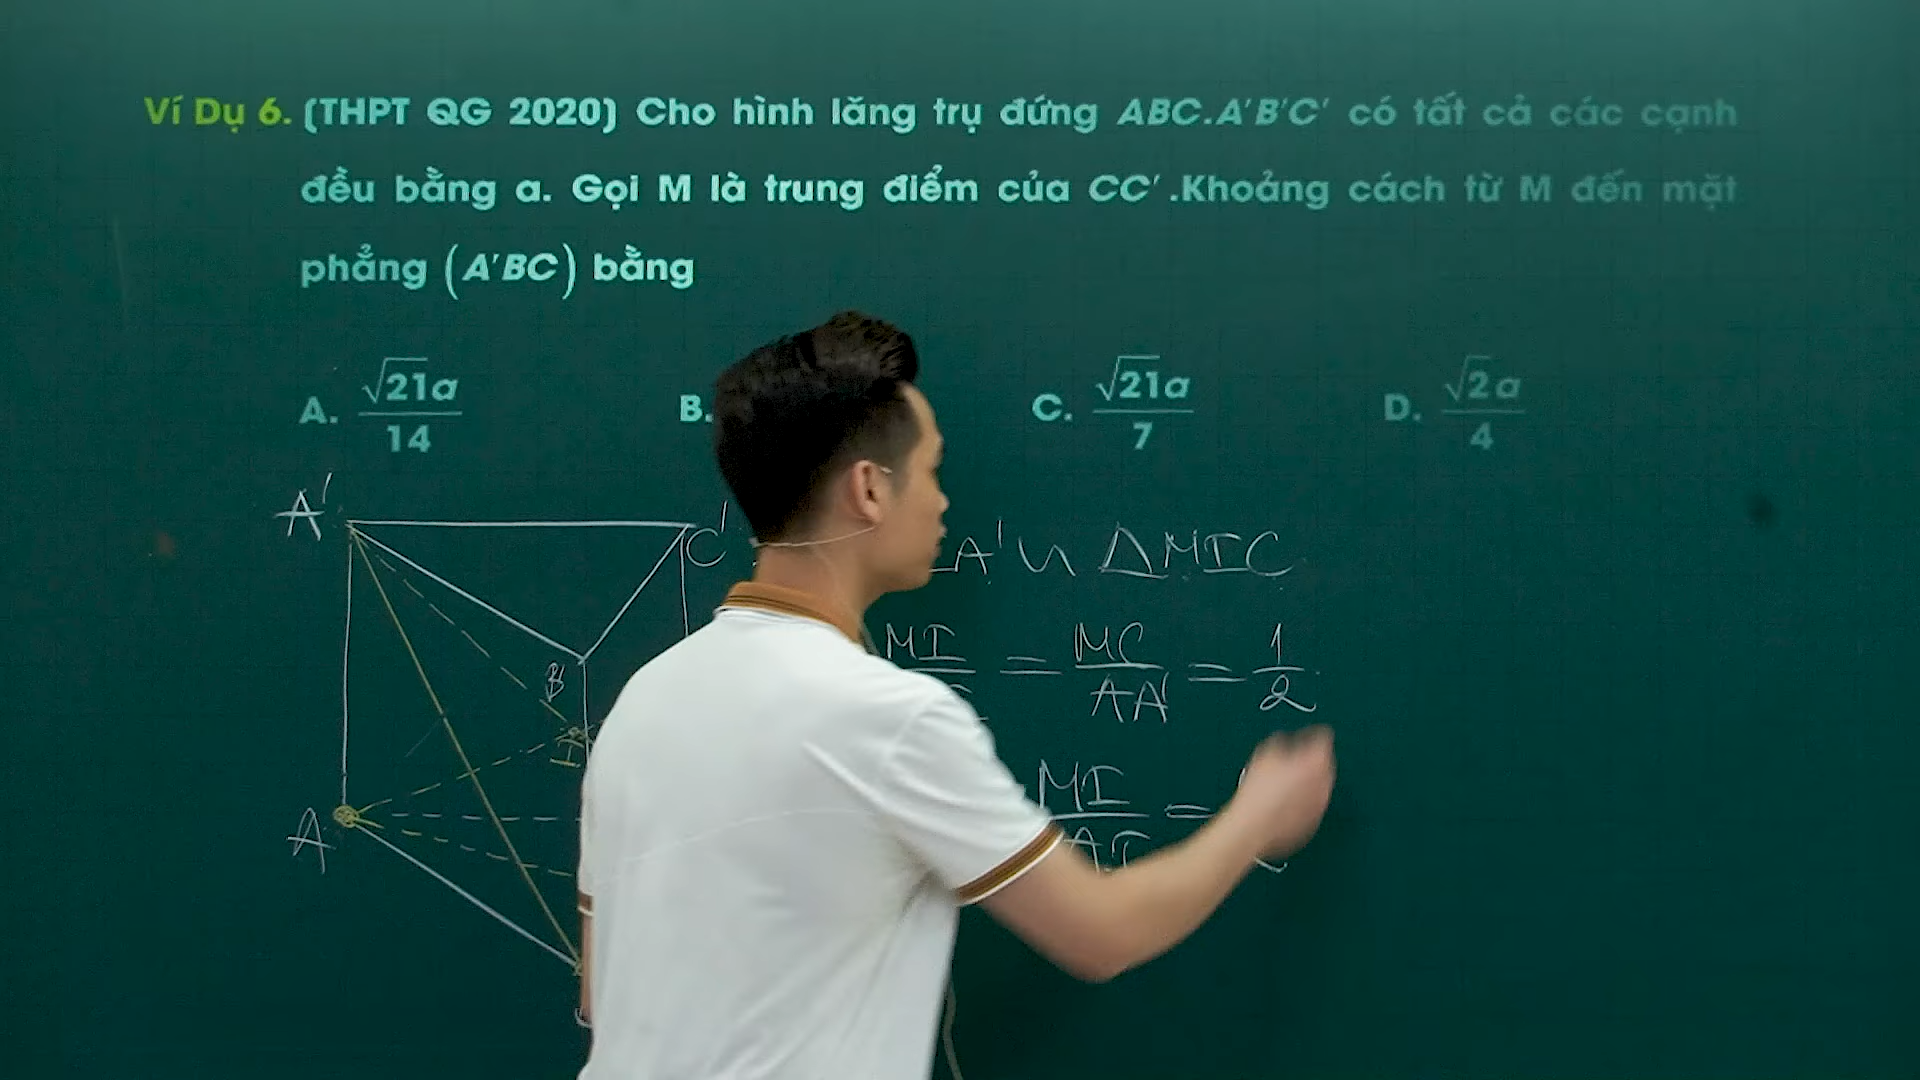 Ví Dụ 6. (THPT QG 2020) Cho hình lăng trụ đứng ABC.A'B'C' có tất cả các cạnh
đều bằng a. Gọi M là trung điểm của CC' .Khoảng cách từ M đến mặt
phẳng (A'BC) bằng
A. √21a/14
B.
C. √21a/7
D. √2a/4
A'
C'
B'
I
A
A' ∽ ΔMIC
MI = MC/AA' = 1/2
MI/AI =